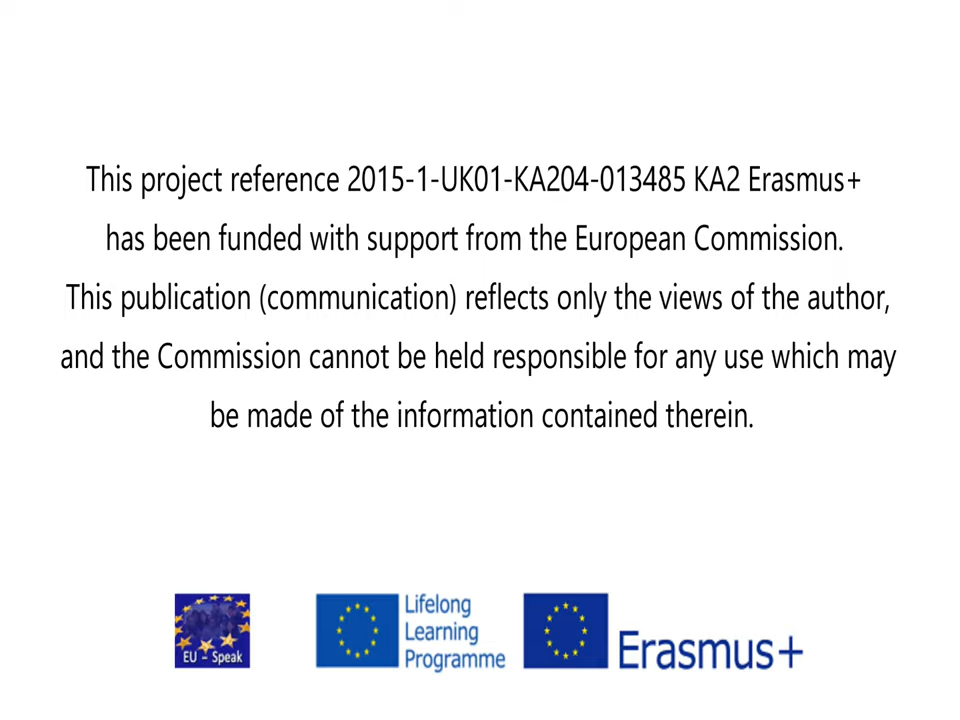 This project reference 2015-1-UK01-KA204-013485 KA2 Erasmus+
has been funded with support from the European Commission.
This publication (communication) reflects only the views of the author,
and the Commission cannot be held responsible for any use which may
be made of the information contained therein.
EU – Speak
Lifelong
Learning
Programme
Erasmus+